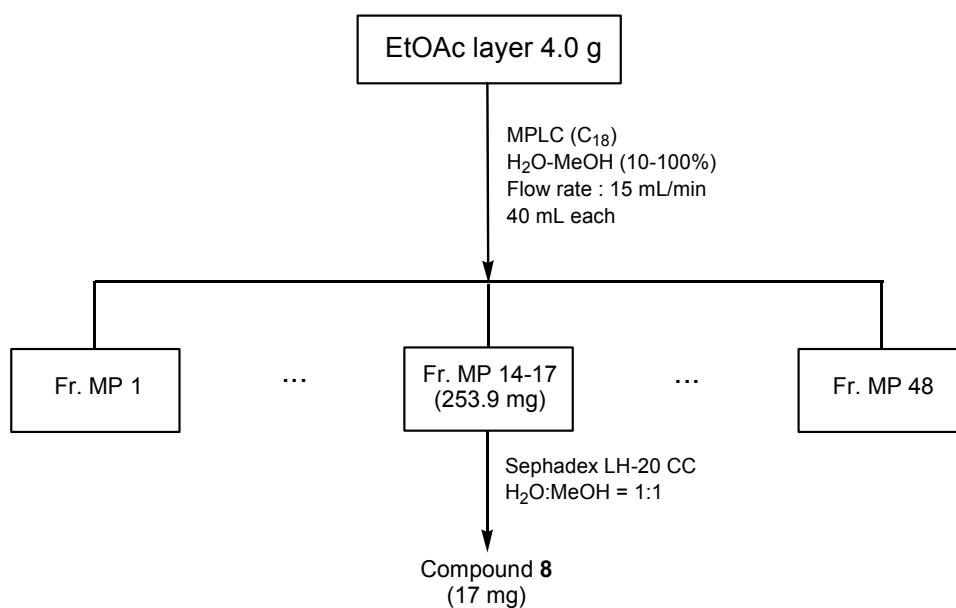 EtOAc layer 4.0 g
MPLC (C₁₈)
H₂O-MeOH (10-100%)
Flow rate : 15 mL/min
40 mL each
Fr. MP 1
...
Fr. MP 14-17
(253.9 mg)
...
Fr. MP 48
Sephadex LH-20 CC
H₂O:MeOH = 1:1
Compound 8
(17 mg)